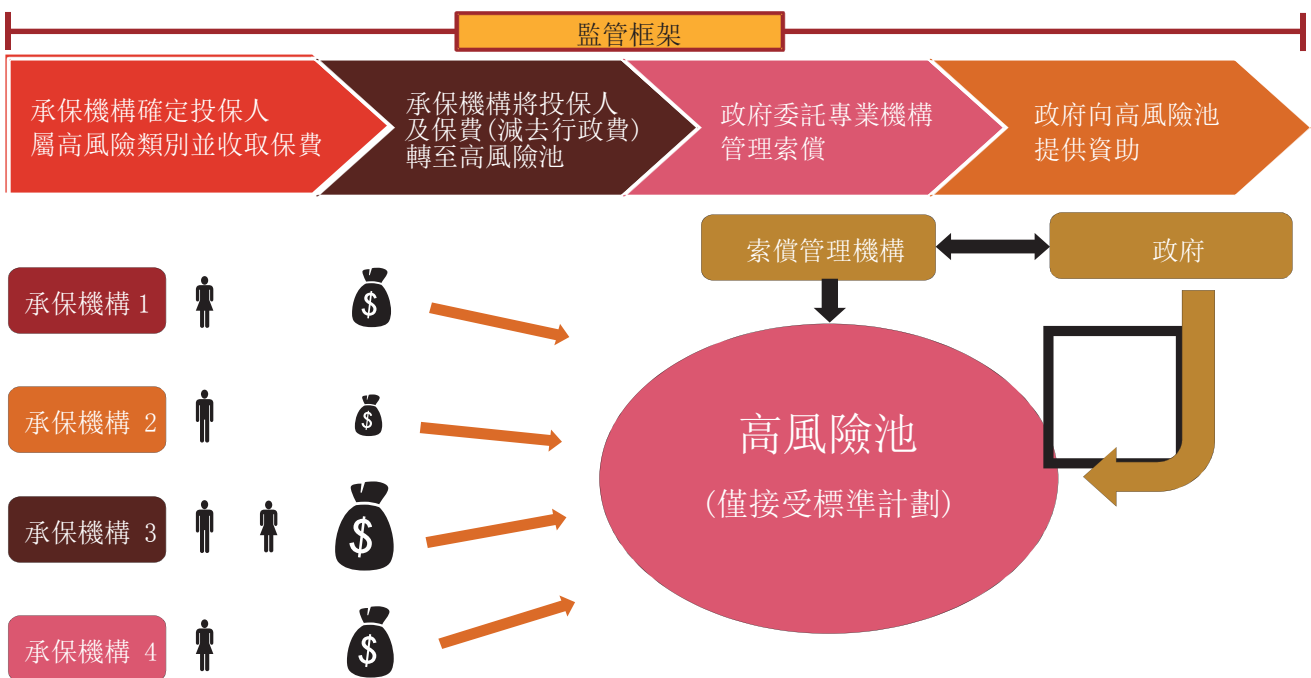 監管框架
承保機構確定投保人
屬高風險類別並收取保費
承保機構將投保人
及保費(減去行政費)
轉至高風險池
政府委託專業機構
管理索償
政府向高風險池
提供資助
索償管理機構
政府
承保機構 1
$
承保機構 2
$
高風險池
(僅接受標準計劃)
承保機構 3
$
承保機構 4
$